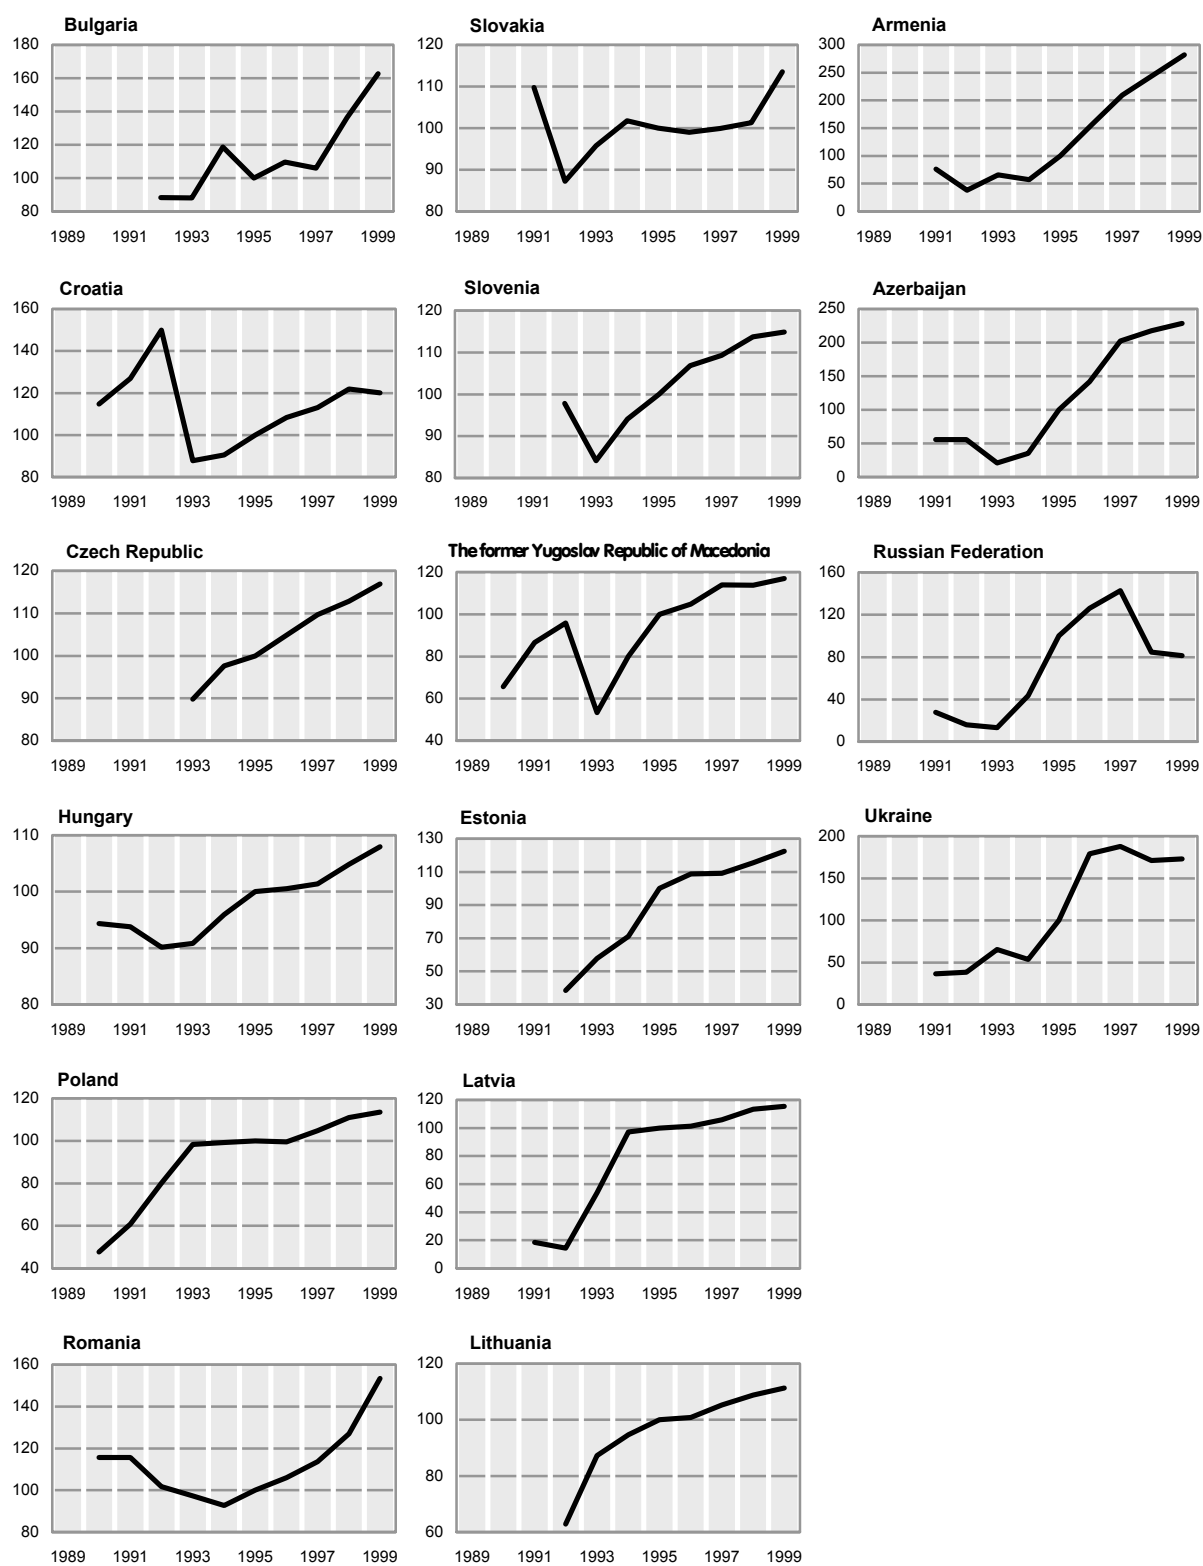 Bulgaria
180
160
140
120
100
80
1989 1991 1993 1995 1997 1999
Slovakia
120
110
100
90
80
1989 1991 1993 1995 1997 1999
Armenia
300
250
200
150
100
50
0
1989 1991 1993 1995 1997 1999
Croatia
160
140
120
100
80
1989 1991 1993 1995 1997 1999
Slovenia
120
110
100
90
80
1989 1991 1993 1995 1997 1999
Azerbaijan
250
200
150
100
50
0
1989 1991 1993 1995 1997 1999
Czech Republic
120
110
100
90
80
1989 1991 1993 1995 1997 1999
The former Yugoslav Republic of Macedonia
120
100
80
60
40
1989 1991 1993 1995 1997 1999
Russian Federation
160
120
80
40
0
1989 1991 1993 1995 1997 1999
Hungary
110
100
90
80
1989 1991 1993 1995 1997 1999
Estonia
130
110
90
70
50
30
1989 1991 1993 1995 1997 1999
Ukraine
200
150
100
50
0
1989 1991 1993 1995 1997 1999
Poland
120
100
80
60
40
1989 1991 1993 1995 1997 1999
Latvia
120
100
80
60
40
20
0
1989 1991 1993 1995 1997 1999
Romania
160
140
120
100
80
1989 1991 1993 1995 1997 1999
Lithuania
120
100
80
60
1989 1991 1993 1995 1997 1999